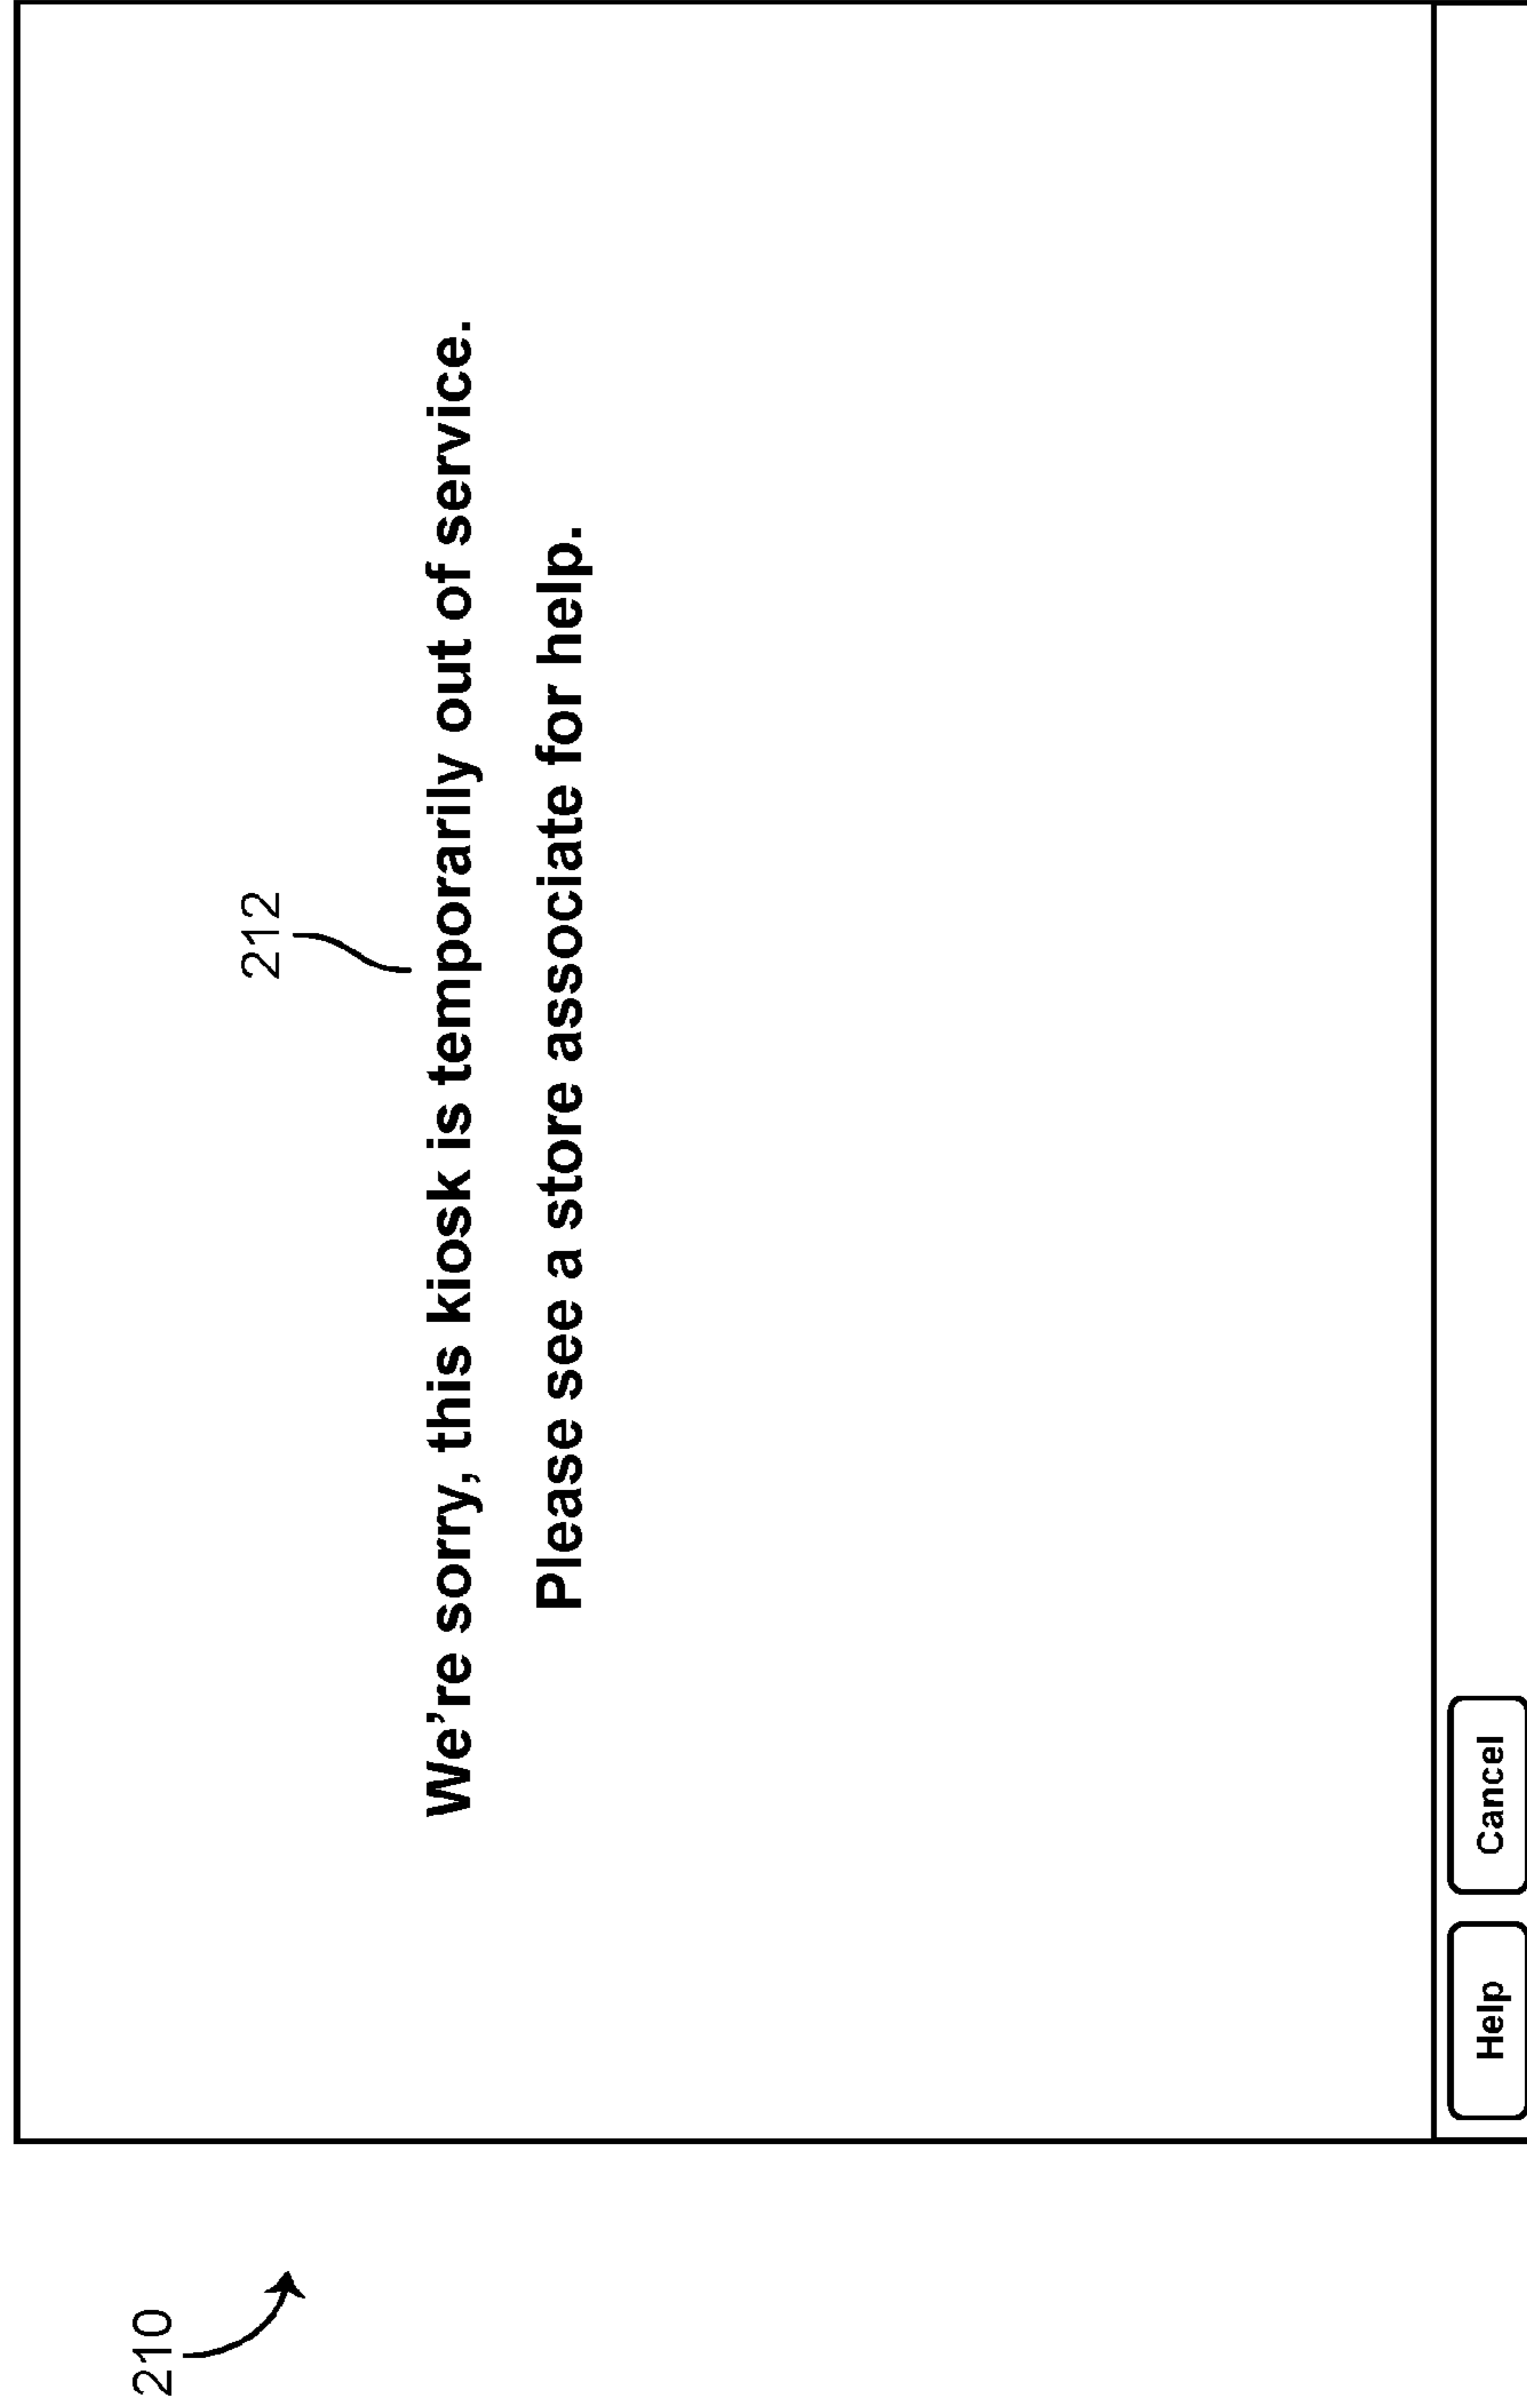 210
212
We're sorry, this kiosk is temporarily out of service.
Please see a store associate for help.
Help
Cancel